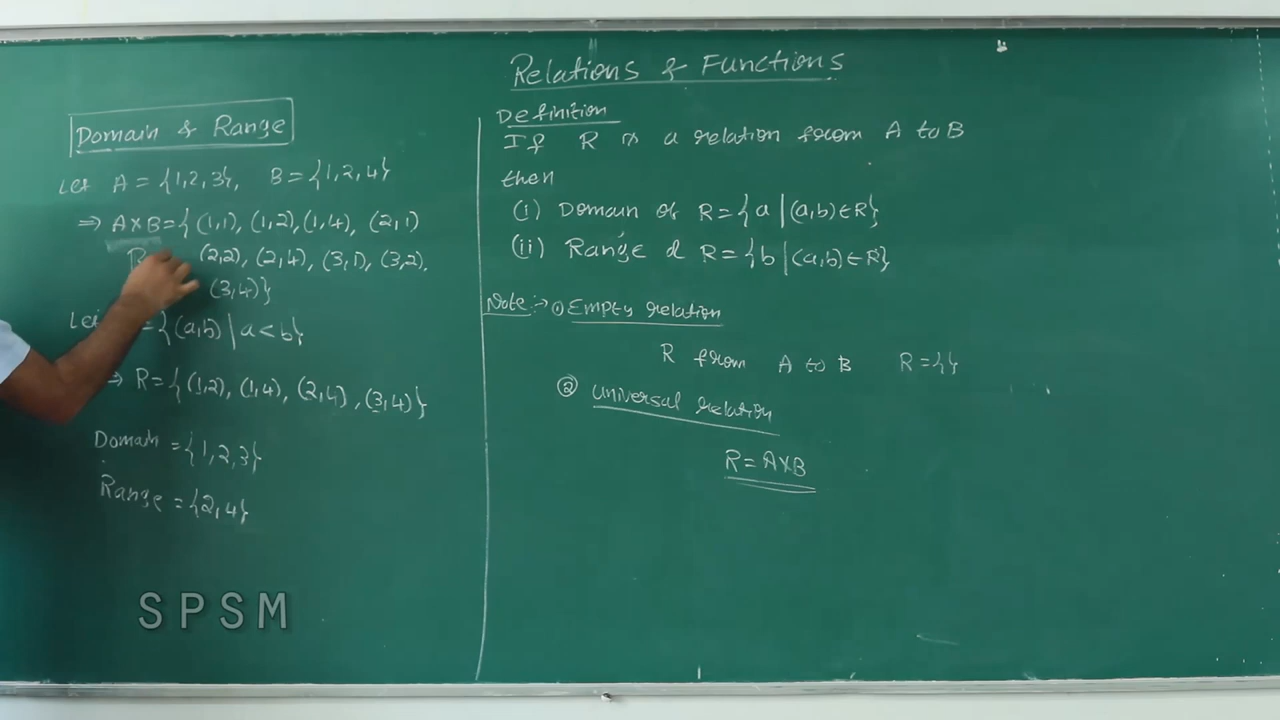 Relations & Functions
Domain & Range
Let A = {1,2,3}, B = {1,2,4}
⇒ A×B = { (1,1), (1,2), (1,4), (2,1)
R (2,2), (2,4), (3,1), (3,2),
(3,4)}
Let = {(a,b) | a < b}
⇒ R = {(1,2), (1,4), (2,4), (3,4)}
Domain = {1,2,3}
Range = {2,4}
Definition
If R is a relation from A to B
then
(i) Domain of R = {a | (a,b) ∈ R}
(ii) Range of R = {b | (a,b) ∈ R}
Note :→ ① Empty relation
R from A to B R = { }
② Universal relation
R = A×B
SPSM